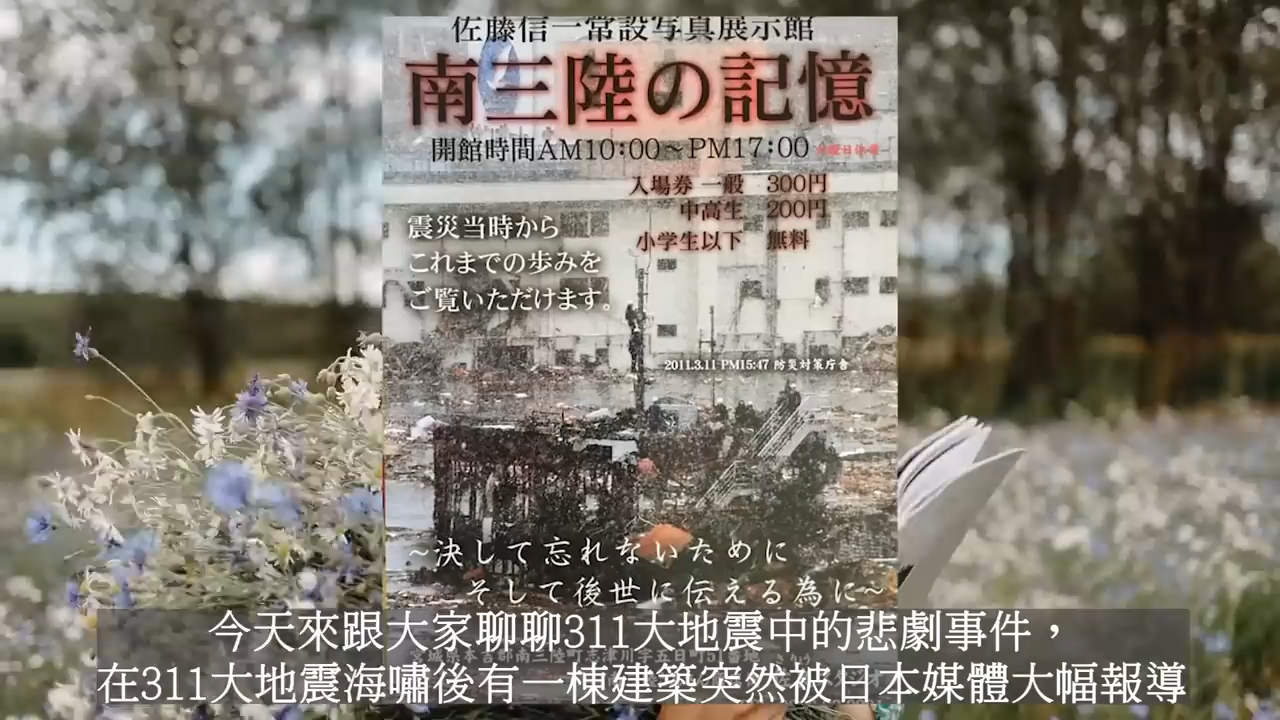 佐藤信一常設写真展示館
南三陸の記憶
開館時間AM10:00～PM17:00
入場券 一般 300円
中高生 200円
小学生以下 無料
震災当時から
これまでの歩みを
ご覧いただけます。
2011.3.11 PM15:47 防災対策庁舎
～決して忘れないために
そして後世に伝える為に～
今天來跟大家聊聊311大地震中的悲劇事件，
在311大地震海嘯後有一棟建築突然被日本媒體大幅報導